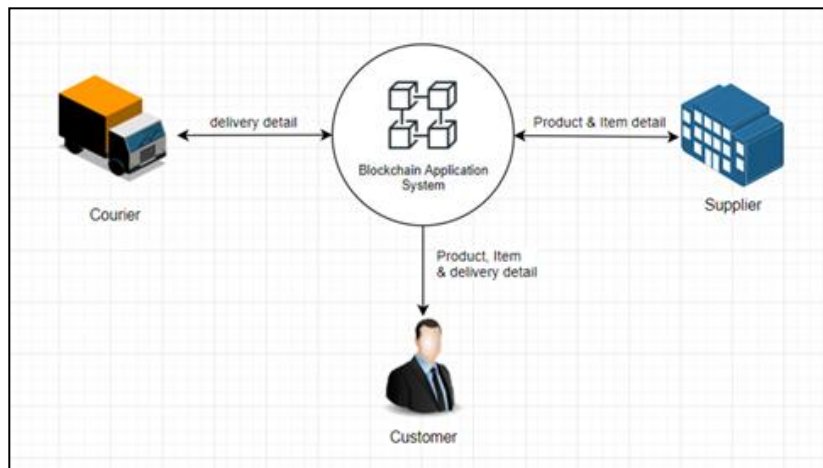 delivery detail
Product & Item detail
Blockchain Application
System
Courier
Supplier
Product, Item
& delivery detail
Customer